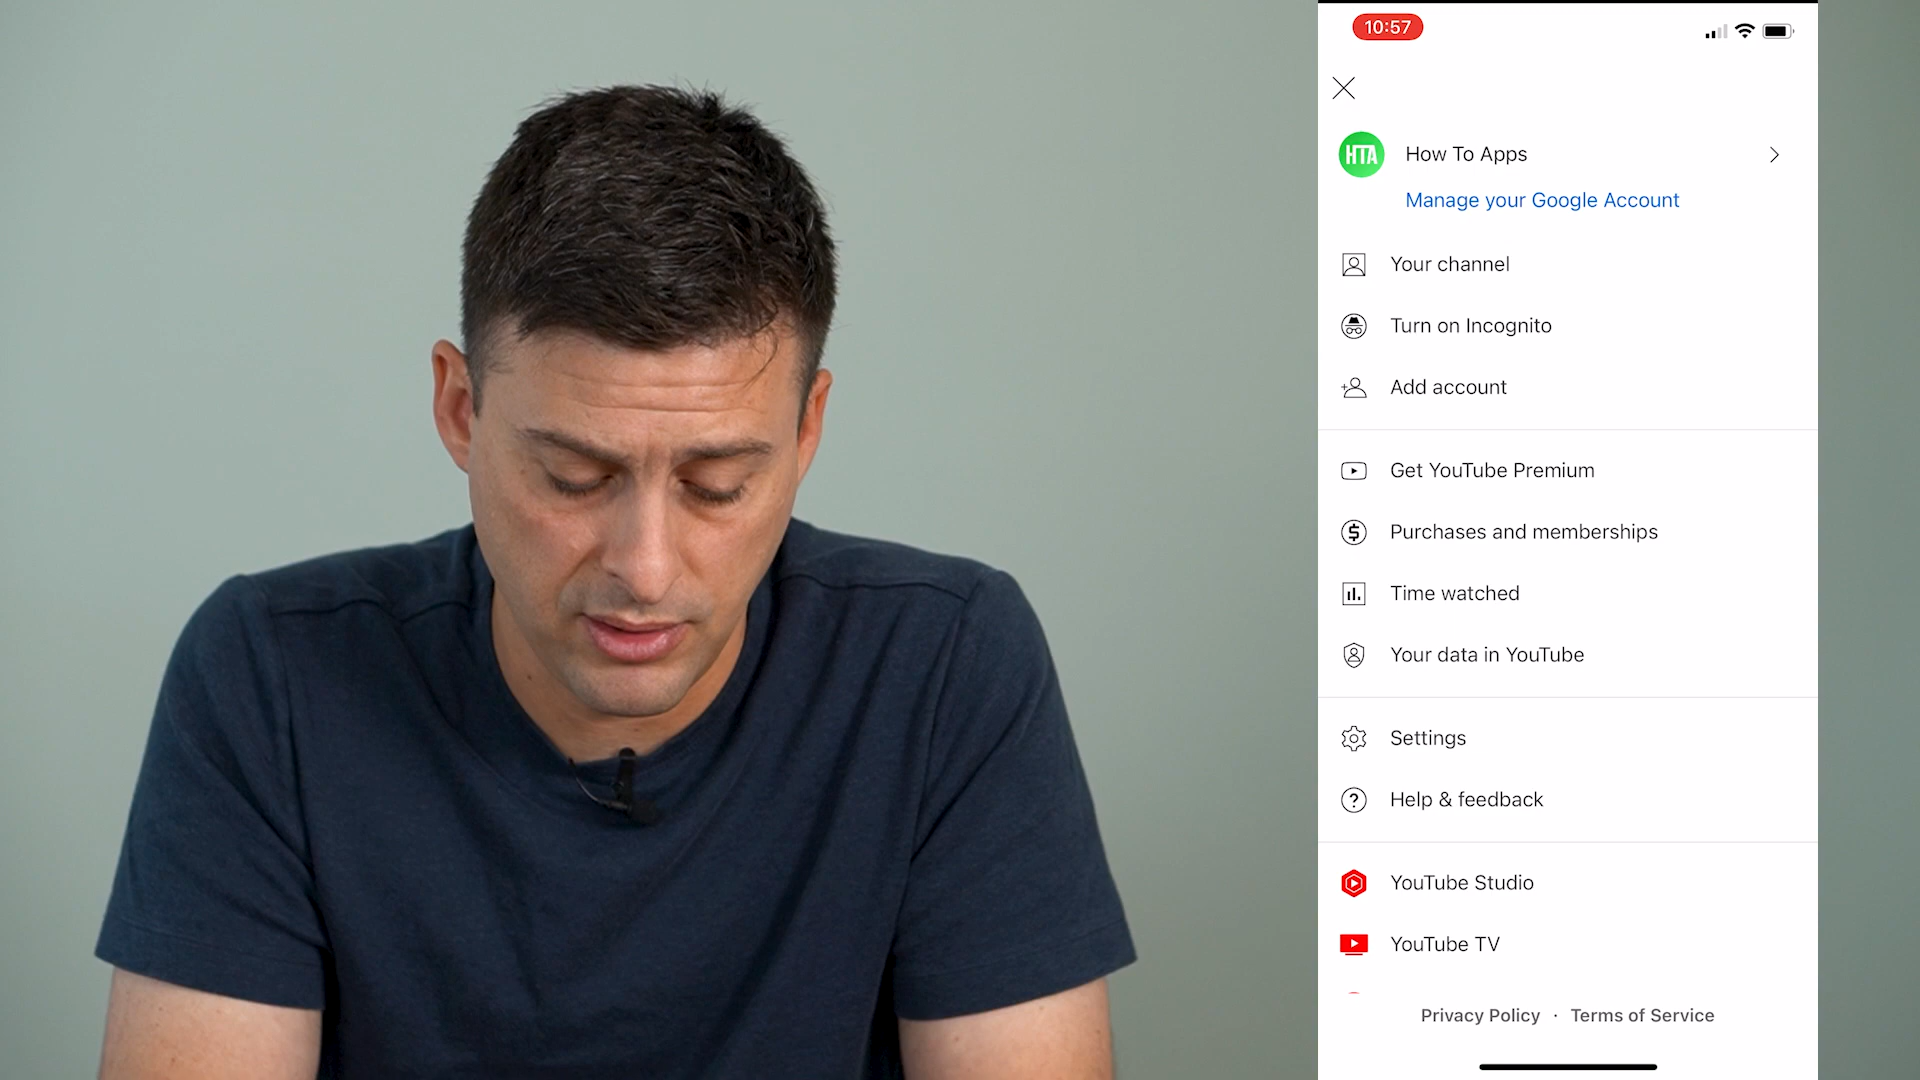 10:57
HTA
How To Apps
Manage your Google Account
Your channel
Turn on Incognito
Add account
Get YouTube Premium
Purchases and memberships
Time watched
Your data in YouTube
Settings
Help & feedback
YouTube Studio
YouTube TV
Privacy Policy · Terms of Service